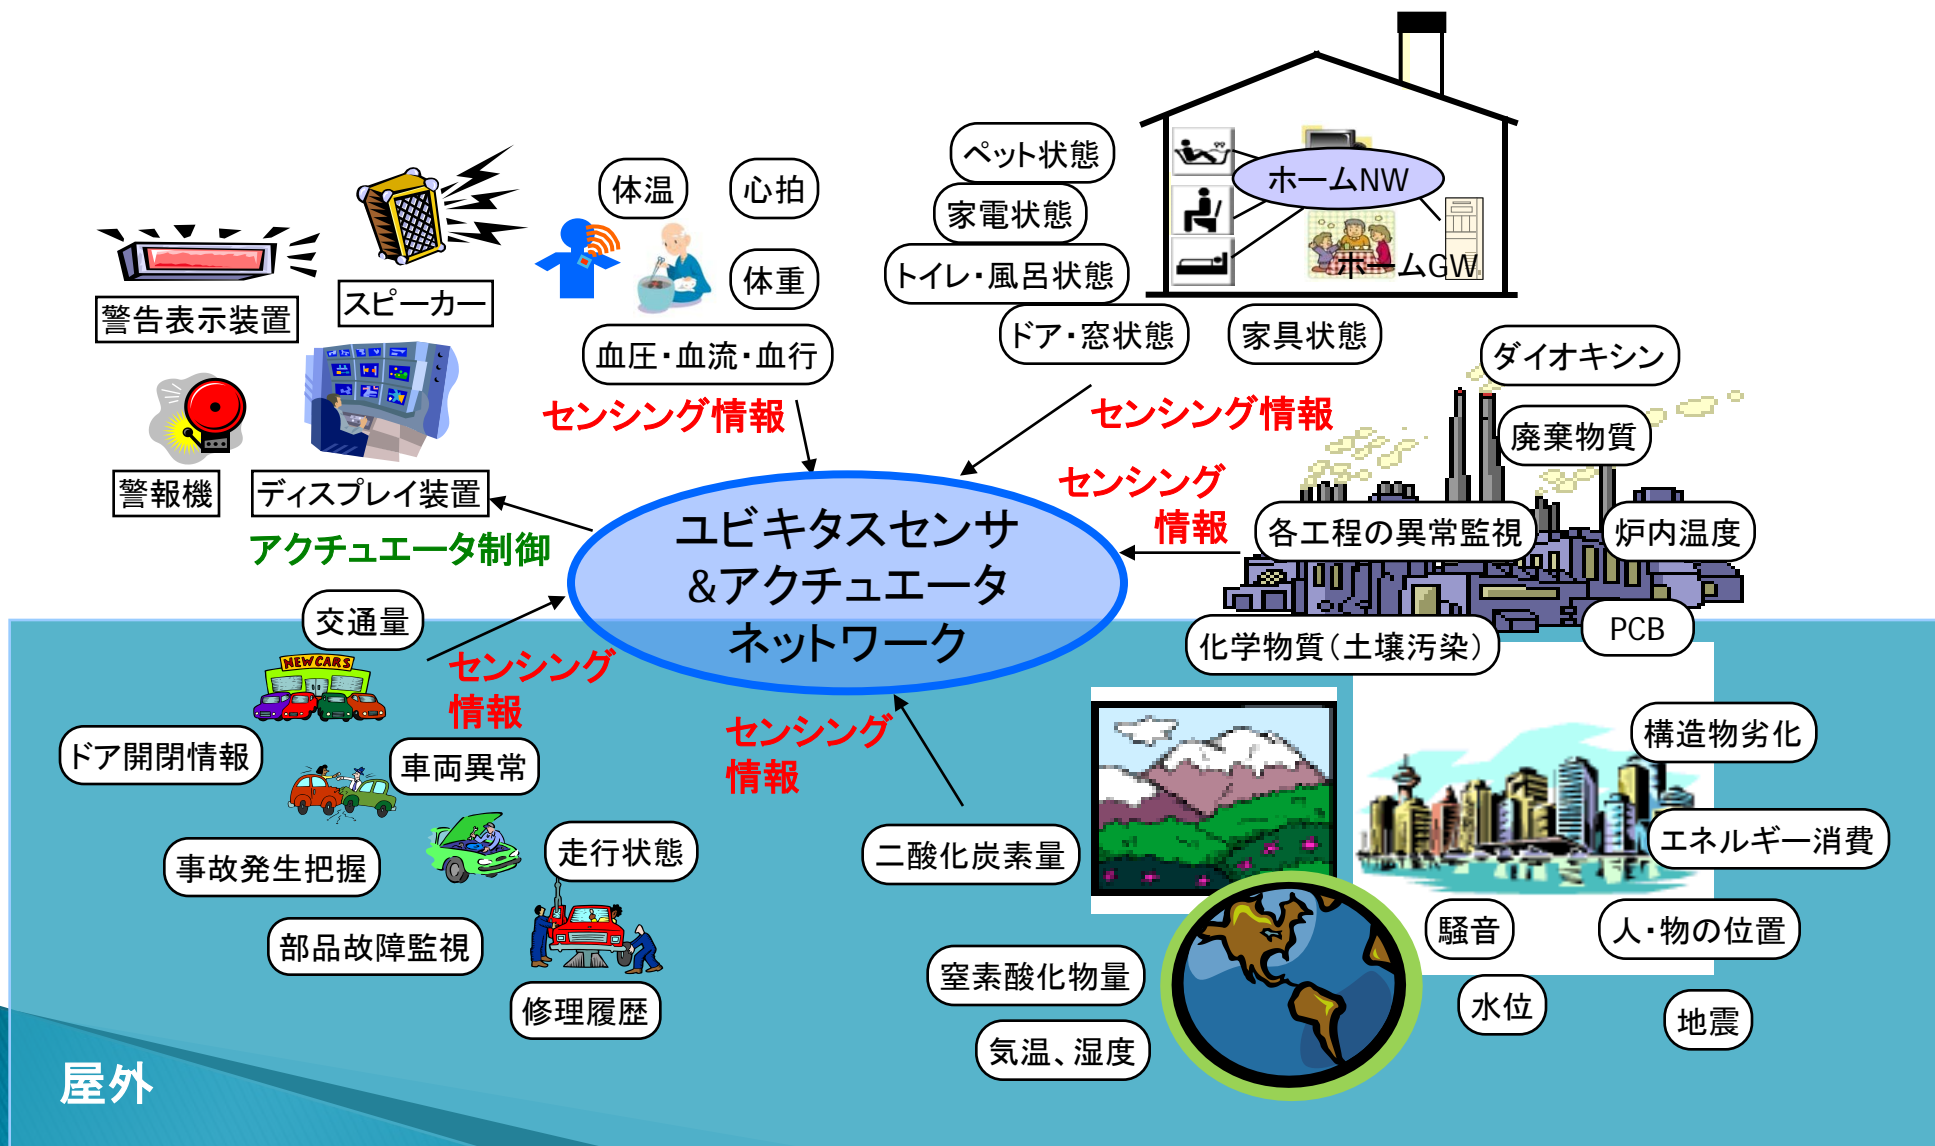 ペット状態
ホームNW
家電状態
トイレ・風呂状態
ホームGW
ドア・窓状態
家具状態
体温
心拍
体重
血圧・血流・血行
スピーカー
警告表示装置
警報機
ディスプレイ装置
センシング情報
センシング情報
ダイオキシン
廃棄物質
センシング
情報
各工程の異常監視
炉内温度
化学物質（土壌汚染）
PCB
アクチュエータ制御
ユビキタスセンサ
&アクチュエータ
ネットワーク
交通量
NEW CARS
センシング
情報
ドア開閉情報
車両異常
事故発生把握
走行状態
部品故障監視
修理履歴
センシング
情報
二酸化炭素量
窒素酸化物量
気温、湿度
構造物劣化
エネルギー消費
騒音
人・物の位置
水位
地震
屋外